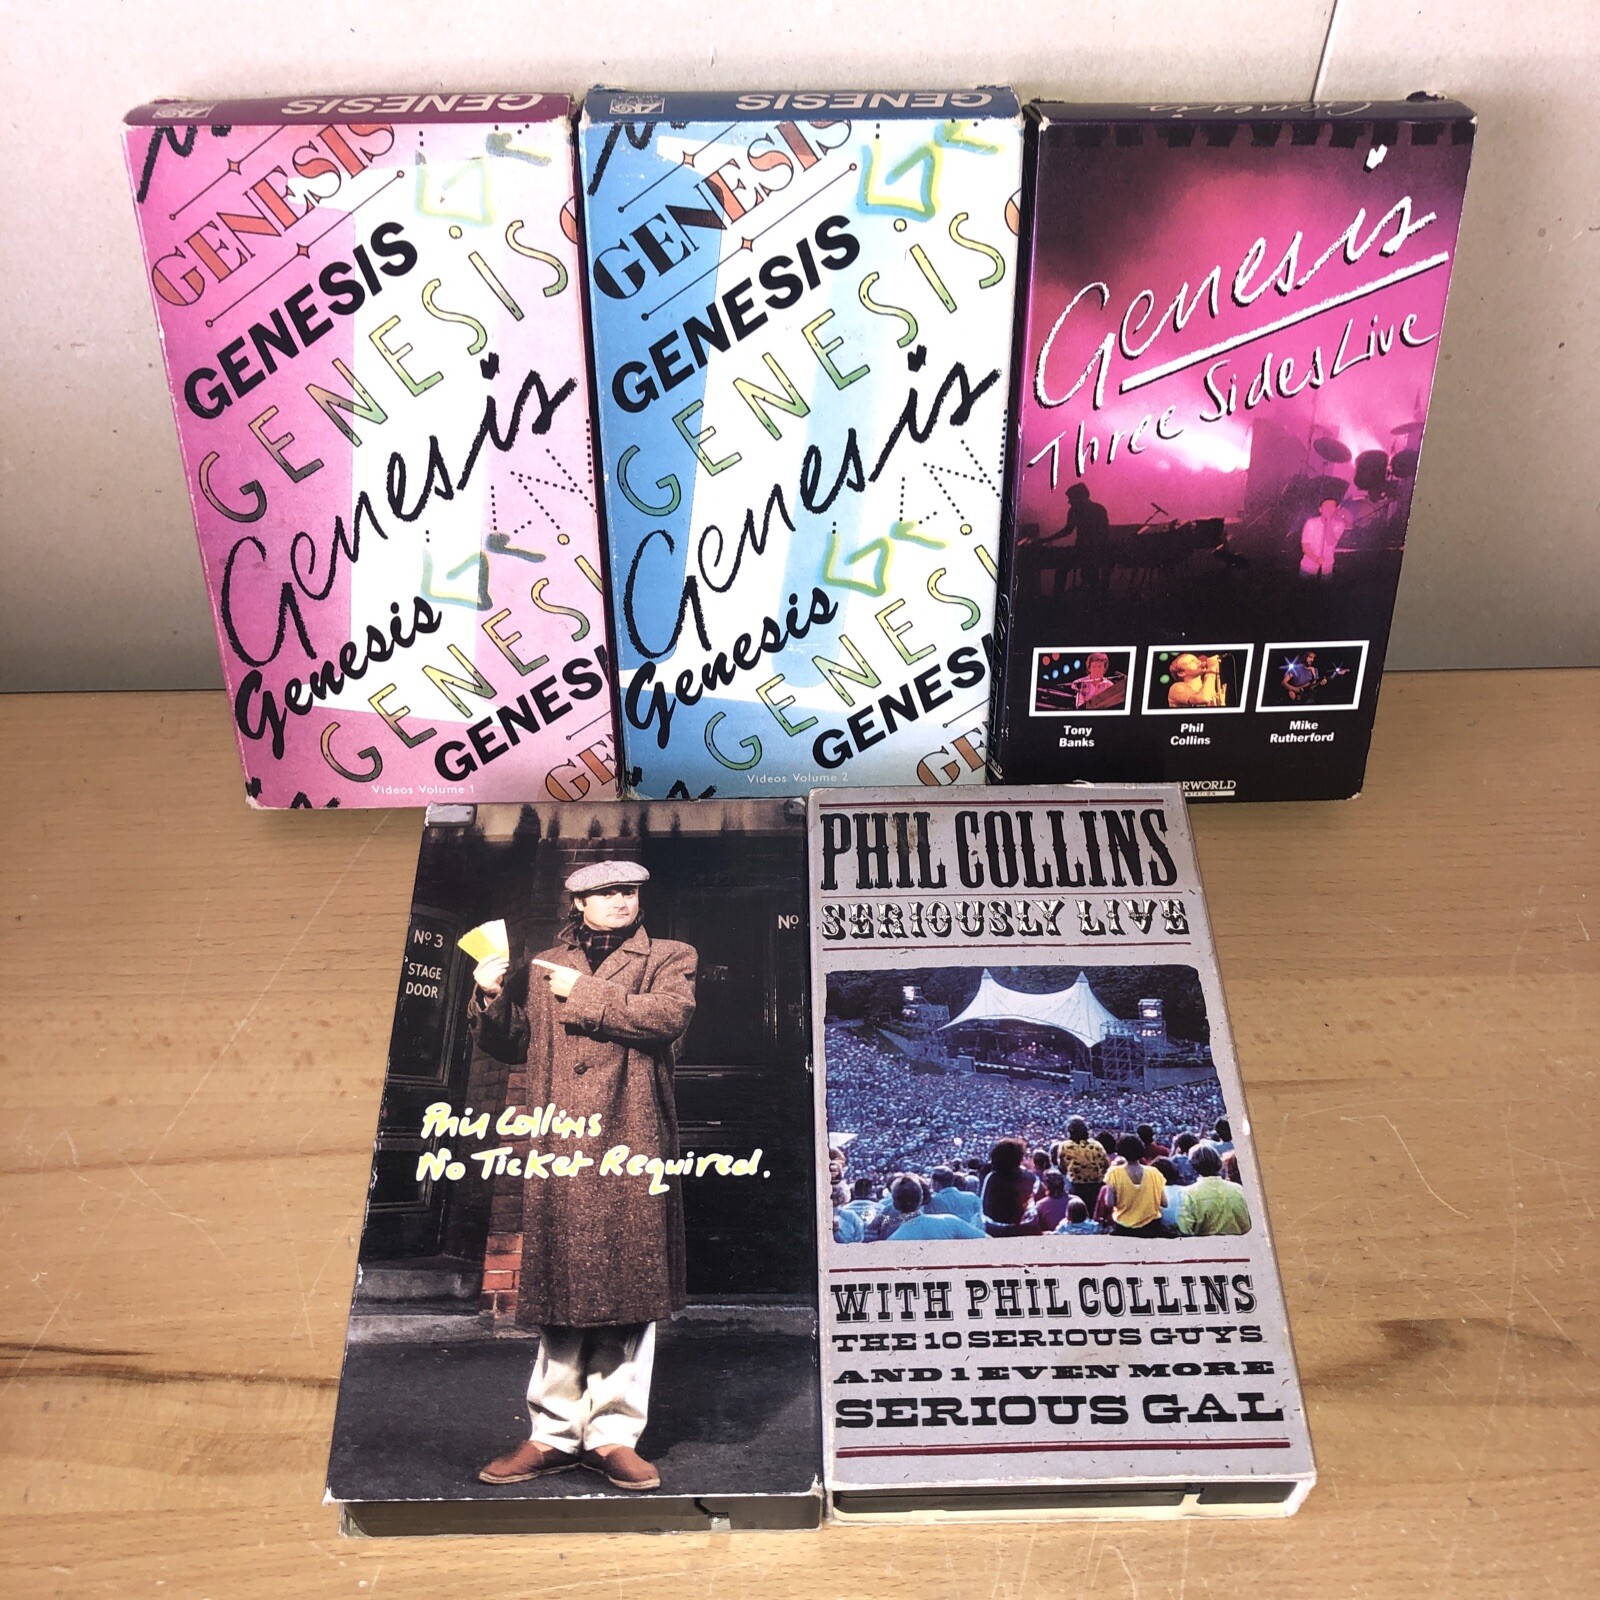 GENESIS
GENESIS
GENESIS
GENESIS
Genesis
Genesis
GENESIS
GENESIS
Videos Volume 1
GENESIS
GENESIS
GENESIS
GENESIS
Genesis
Genesis
GENESIS
GENESIS
Videos Volume 2
Genesis
Genesis
Three Sides Live
Tony
Banks
Phil
Collins
Mike
Rutherford
Nº 3
STAGE
DOOR
Nº
Phil Collins
No Ticket Required.
PHIL COLLINS
SERIOUSLY LIVE
WITH PHIL COLLINS
THE 10 SERIOUS GUYS
AND 1 EVEN MORE
SERIOUS GAL